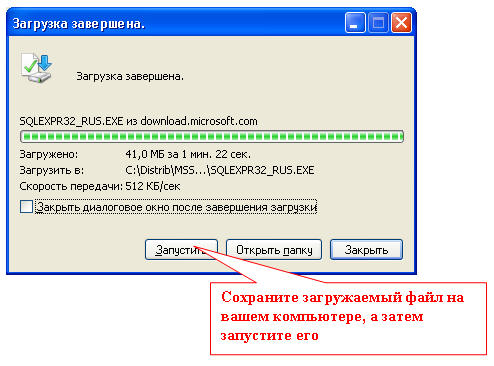 Загрузка завершена.
Загрузка завершена.
SQLEXPR32_RUS.EXE из download.microsoft.com
Загружено: 41,0 МБ за 1 мин. 22 сек.
Загрузить в: C:\Distrib\MSS...\SQLEXPR32_RUS.EXE
Скорость передачи: 512 КБ/сек
Закрыть диалоговое окно после завершения загрузки
Запустить Открыть папку Закрыть
Сохраните загружаемый файл на
вашем компьютере, а затем
запустите его